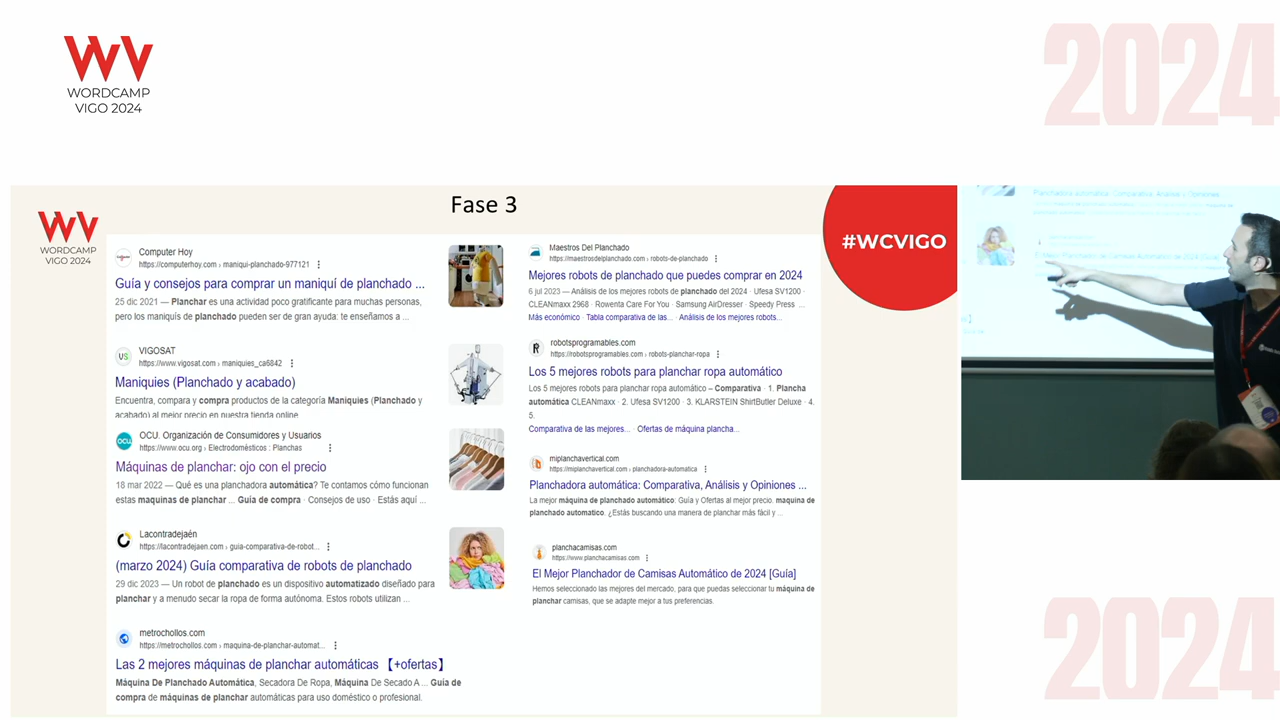 WORDCAMP
VIGO 2024
2024
Fase 3
WORDCAMP
VIGO 2024
#WCVIGO
Computer Hoy
https://computerhoy.com › maniqui-planchado-977121
Guía y consejos para comprar un maniquí de planchado ...
25 dic 2021 — Planchar es una actividad poco gratificante para muchas personas,
pero los maniquís de planchado pueden ser de gran ayuda: te enseñamos a ...
VIGOSAT
https://www.vigosat.com › maniquies_ca6842
Maniquies (Planchado y acabado)
Encuentra, compara y compra productos de la categoría Maniquies (Planchado y
acabado) al mejor precio en nuestra tienda online
OCU. Organización de Consumidores y Usuarios
https://www.ocu.org › Electrodomésticos : Planchas
Máquinas de planchar: ojo con el precio
18 mar 2022 — Qué es una planchadora automática? Te contamos cómo funcionan
estas maquinas de planchar ... Guía de compra · Consejos de uso · Estás aquí ...
Lacontradejaén
https://lacontradejaen.com › guia-comparativa-de-robot...
(marzo 2024) Guía comparativa de robots de planchado
29 dic 2023 — Un robot de planchado es un dispositivo automatizado diseñado para
planchar y a menudo secar la ropa de forma autónoma. Estos robots utilizan ...
metrochollos.com
https://metrochollos.com › maquina-de-planchar-automat...
Las 2 mejores máquinas de planchar automáticas 【+ofertas】
Máquina De Planchado Automática, Secadora De Ropa, Máquina De Secado A ... Guía de
compra de máquinas de planchar automáticas para uso doméstico o profesional.
Maestros Del Planchado
https://maestrosdelplanchado.com › robots-de-planchado
Mejores robots de planchado que puedes comprar en 2024
6 jul 2023 — Análisis de los mejores robots de planchado del 2024 · Ufesa SV1200 ·
CLEANmaxx 2968 · Rowenta Care For You · Samsung AirDresser · Speedy Press ...
Más económico · Tabla comparativa de las... · Análisis de los mejores robots...
robotsprogramables.com
https://robotsprogramables.com › robots-planchar-ropa
Los 5 mejores robots para planchar ropa automático
Los 5 mejores robots para planchar ropa automático – Comparativa · 1. Plancha
automática CLEANmaxx · 2. Ufesa SV1200 · 3. KLARSTEIN ShirtButler Deluxe · 4.
5.
Comparativa de las mejores... · Ofertas de máquina plancha...
miplanchavertical.com
https://miplanchavertical.com › planchadora-automatica
Planchadora automática: Comparativa, Análisis y Opiniones ...
La mejor máquina de planchado automático: Guía y Ofertas al mejor precio. maquina de
planchado automatico. ¿Estás buscando una manera de planchar más fácil y ...
planchacamisas.com
https://www.planchacamisas.com
El Mejor Planchador de Camisas Automático de 2024 [Guía]
Hemos seleccionado las mejores del mercado, para que puedas seleccionar tu máquina de
planchar camisas, que se adapte mejor a tus preferencias.
2024